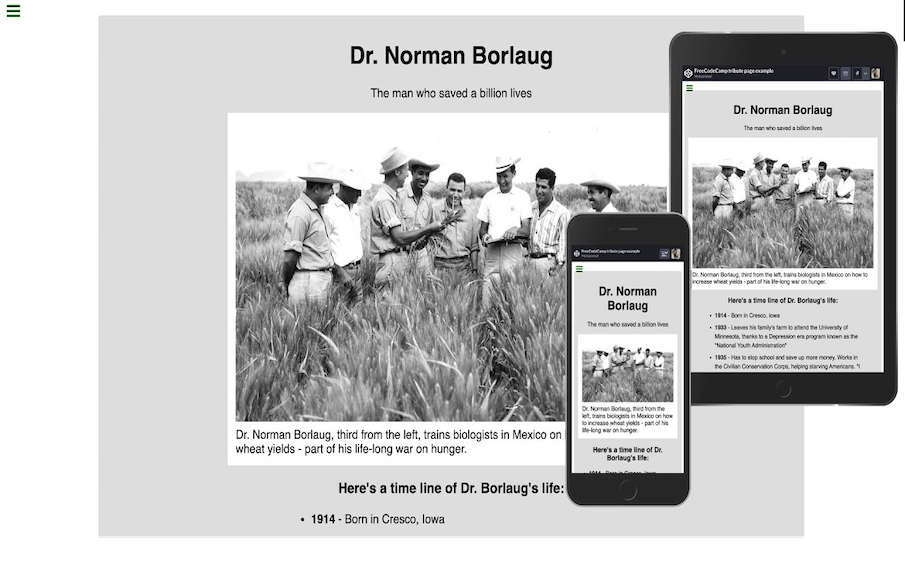 Dr. Norman Borlaug
The man who saved a billion lives
Dr. Norman Borlaug, third from the left, trains biologists in Mexico on
wheat yields - part of his life-long war on hunger.
Here's a time line of Dr. Borlaug's life:
1914 - Born in Cresco, Iowa
FreeCodeCamp tribute page example
Dr. Norman Borlaug
The man who saved a billion lives
Dr. Norman Borlaug, third from the left, trains biologists in Mexico on how to
increase wheat yields - part of his life-long war on hunger.
Here's a time line of Dr. Borlaug's life:
1914 - Born in Cresco, Iowa
1933 - Leaves his family's farm to attend the University of
Minnesota, thanks to a Depression era program known as the
"National Youth Administration"
1935 - Has to stop school and save up more money. Works in
the Civilian Conservation Corps, helping starving Americans. "I
FreeCodeCamp tribute page example
Dr. Norman
Borlaug
The man who saved a billion lives
Dr. Norman Borlaug, third from the
left, trains biologists in Mexico on how
to increase wheat yields - part of his
life-long war on hunger.
Here's a time line of Dr.
Borlaug's life:
1914 - Born in Cresco, Iowa